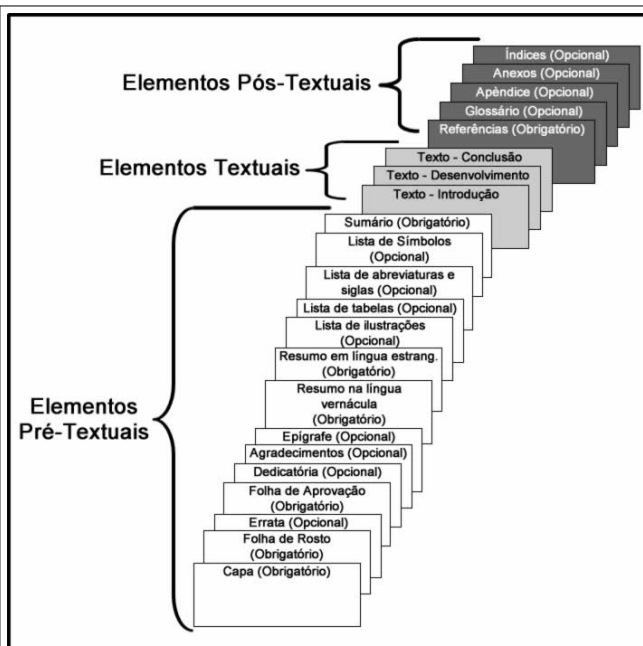 Elementos Pós-Textuais
Índices (Opcional)
Anexos (Opcional)
Apèndice (Opcional)
Glossário (Opcional)
Referências (Obrigatório)
Elementos Textuais
Texto - Conclusão
Texto - Desenvolvimento
Texto - Introdução
Elementos
Pré-Textuais
Sumário (Obrigatório)
Lista de Símbolos
(Opcional)
Lista de abreviaturas e
siglas (Opcional)
Lista de tabelas (Opcional)
Lista de ilustrações
(Opcional)
Resumo em língua estrang.
(Obrigatório)
Resumo na língua
vernácula
(Obrigatório)
Epígrafe (Opcional)
Agradecimentos (Opcional)
Dedicatória (Opcional)
Folha de Aprovação
(Obrigatório)
Errata (Opcional)
Folha de Rosto
(Obrigatório)
Capa (Obrigatório)